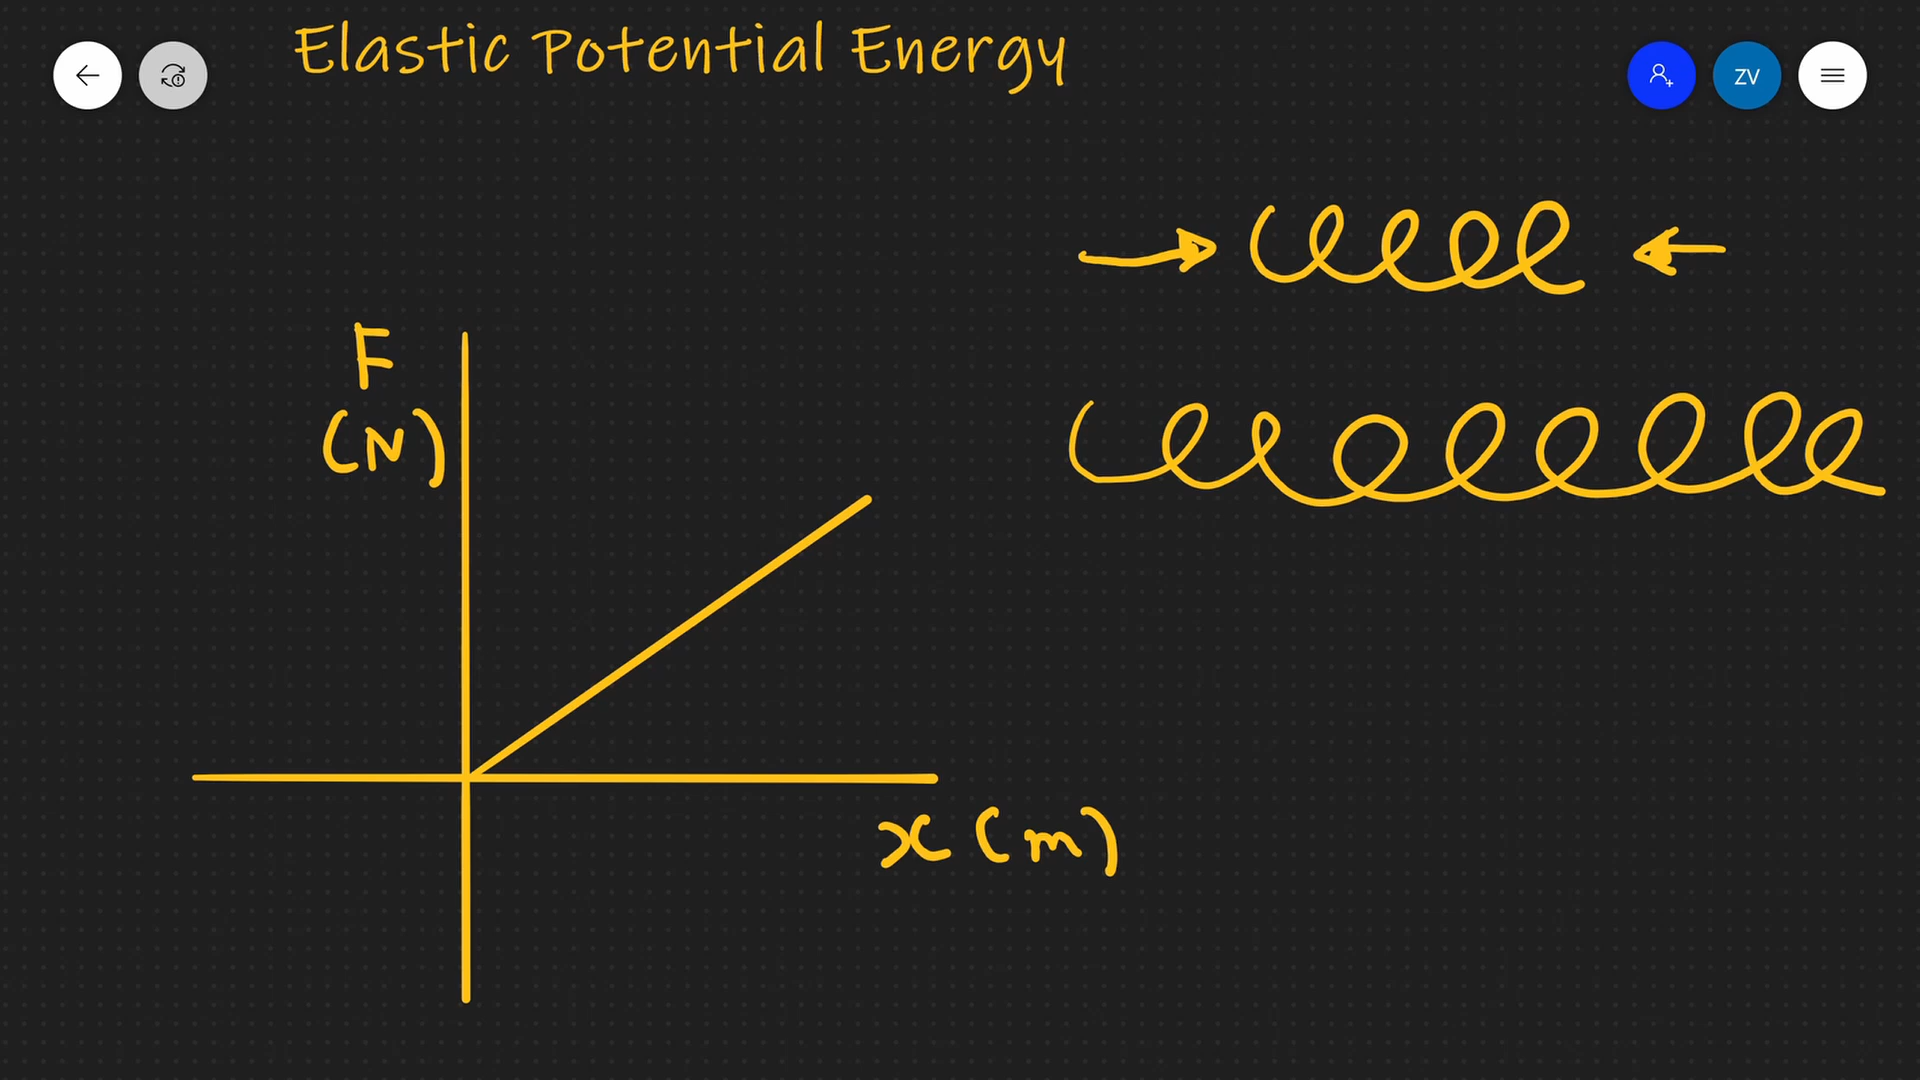 Elastic Potential Energy
ZV
F
(N)
x (m)